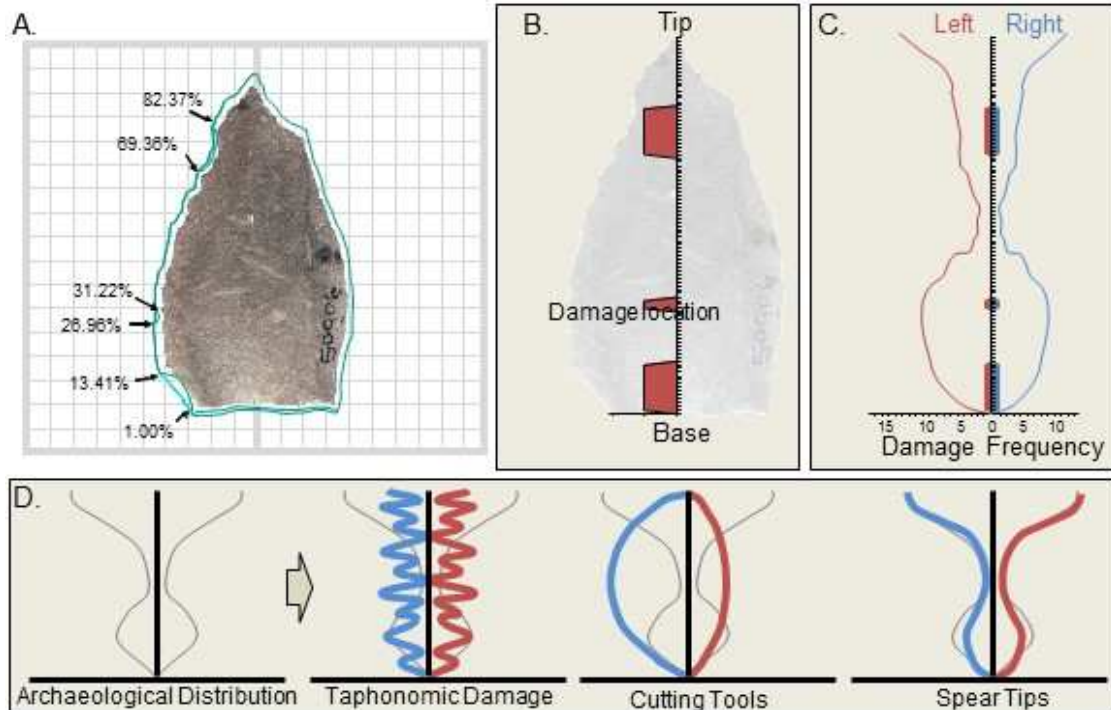 A.
82.37%
69.36%
31.22%
26.96%
13.41%
1.00%
B.
Tip
Damage location
Base
C.
Left Right
15 10 5 0 5 10
Damage Frequency
D.
Archaeological Distribution
Taphonomic Damage
Cutting Tools
Spear Tips